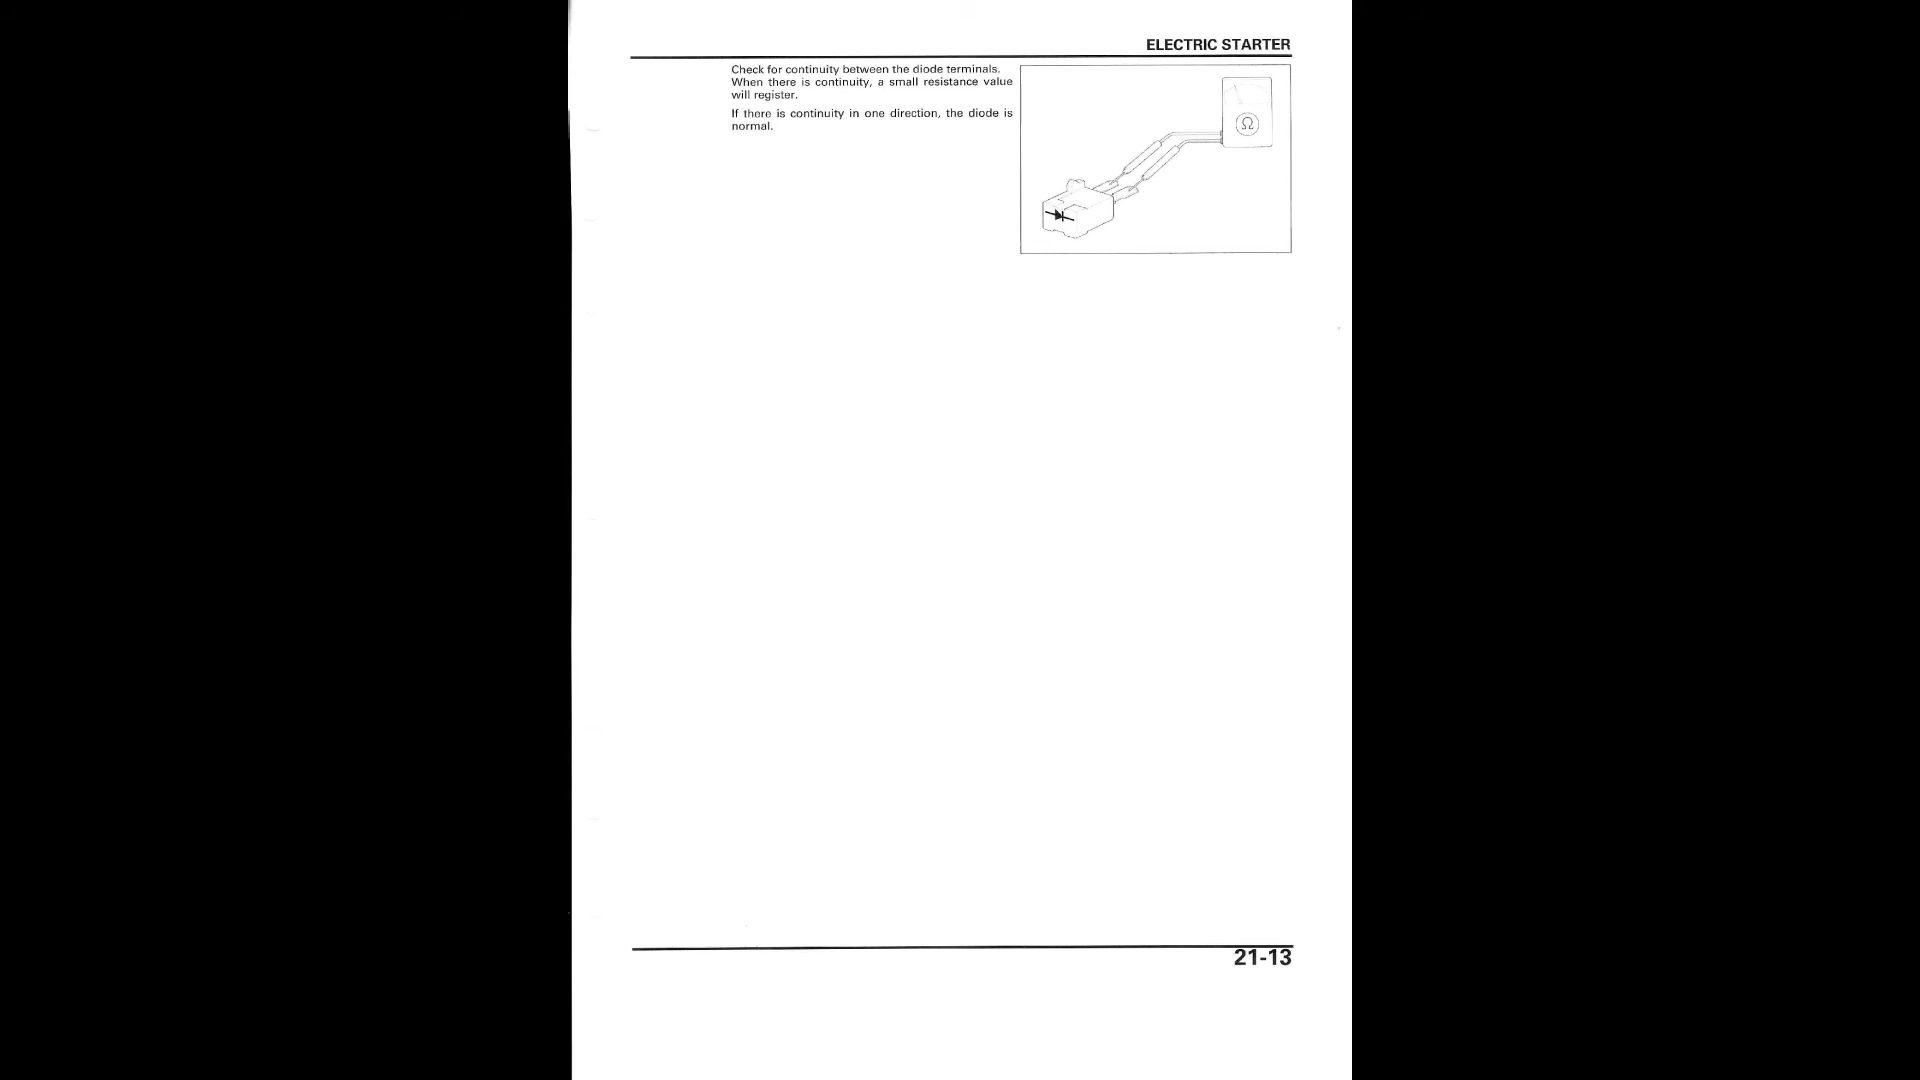 ELECTRIC STARTER
Check for continuity between the diode terminals.
When there is continuity, a small resistance value
will register.
If there is continuity in one direction, the diode is
normal.
Ω
21-13